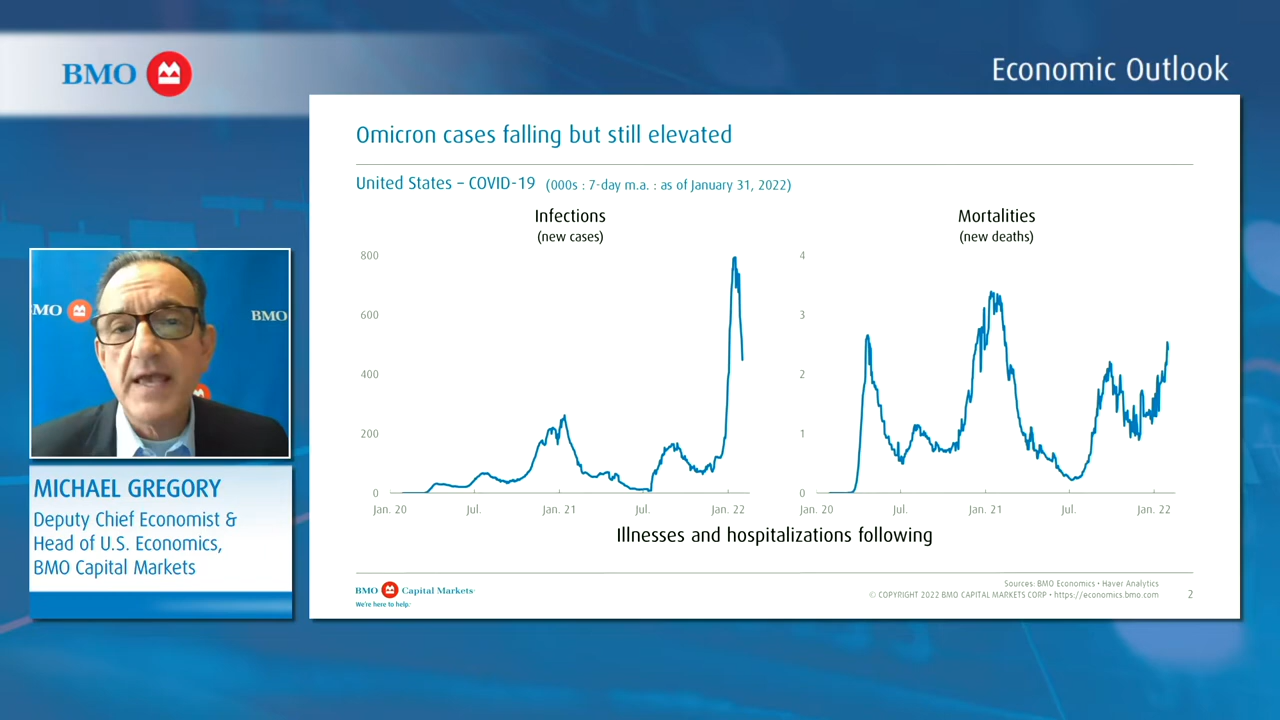 BMO
Economic Outlook
Omicron cases falling but still elevated
United States – COVID-19 (000s : 7-day m.a. : as of January 31, 2022)
Infections
(new cases)
800
600
400
200
0
Jan. 20 Jul. Jan. 21 Jul. Jan. 22
Mortalities
(new deaths)
4
3
2
1
0
Jan. 20 Jul. Jan. 21 Jul. Jan. 22
Illnesses and hospitalizations following
BMO Capital Markets
We're here to help.
Sources: BMO Economics • Haver Analytics
© COPYRIGHT 2022 BMO CAPITAL MARKETS CORP • https://economics.bmo.com
2
MO
BMO
MICHAEL GREGORY
Deputy Chief Economist &
Head of U.S. Economics,
BMO Capital Markets